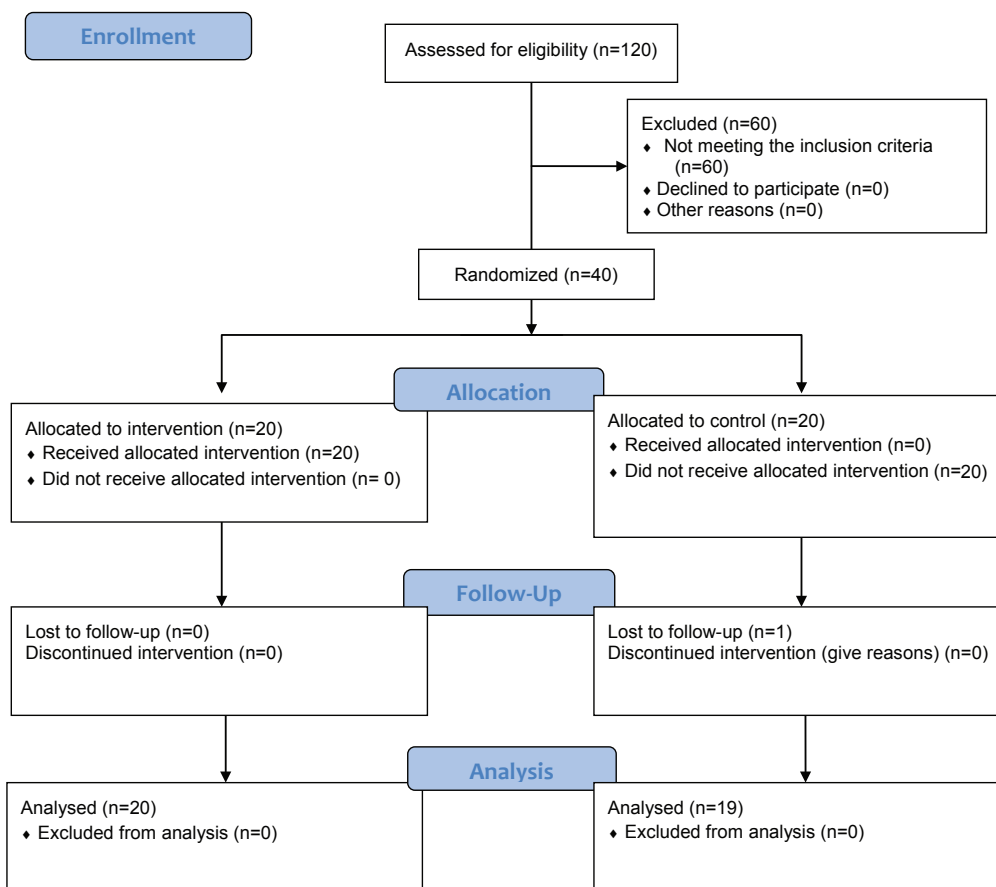 Enrollment
Assessed for eligibility (n=120)
Excluded (n=60)
♦ Not meeting the inclusion criteria
(n=60)
♦ Declined to participate (n=0)
♦ Other reasons (n=0)
Randomized (n=40)
Allocation
Allocated to intervention (n=20)
♦ Received allocated intervention (n=20)
♦ Did not receive allocated intervention (n= 0)
Allocated to control (n=20)
♦ Received allocated intervention (n=0)
♦ Did not receive allocated intervention (n=20)
Follow-Up
Lost to follow-up (n=0)
Discontinued intervention (n=0)
Lost to follow-up (n=1)
Discontinued intervention (give reasons) (n=0)
Analysis
Analysed (n=20)
♦ Excluded from analysis (n=0)
Analysed (n=19)
♦ Excluded from analysis (n=0)